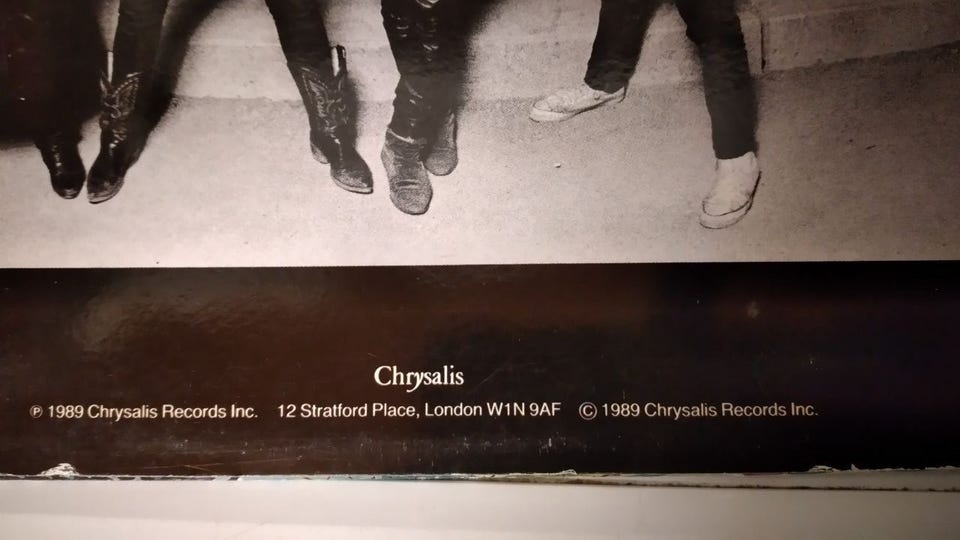 Chrysalis
℗ 1989 Chrysalis Records Inc. 12 Stratford Place, London W1N 9AF © 1989 Chrysalis Records Inc.